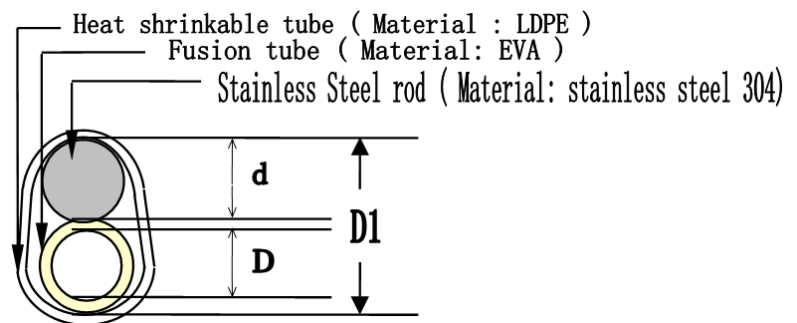 Heat shrinkable tube ( Material : LDPE )
Fusion tube ( Material: EVA )
Stainless Steel rod ( Material: stainless steel 304)
d
D1
D